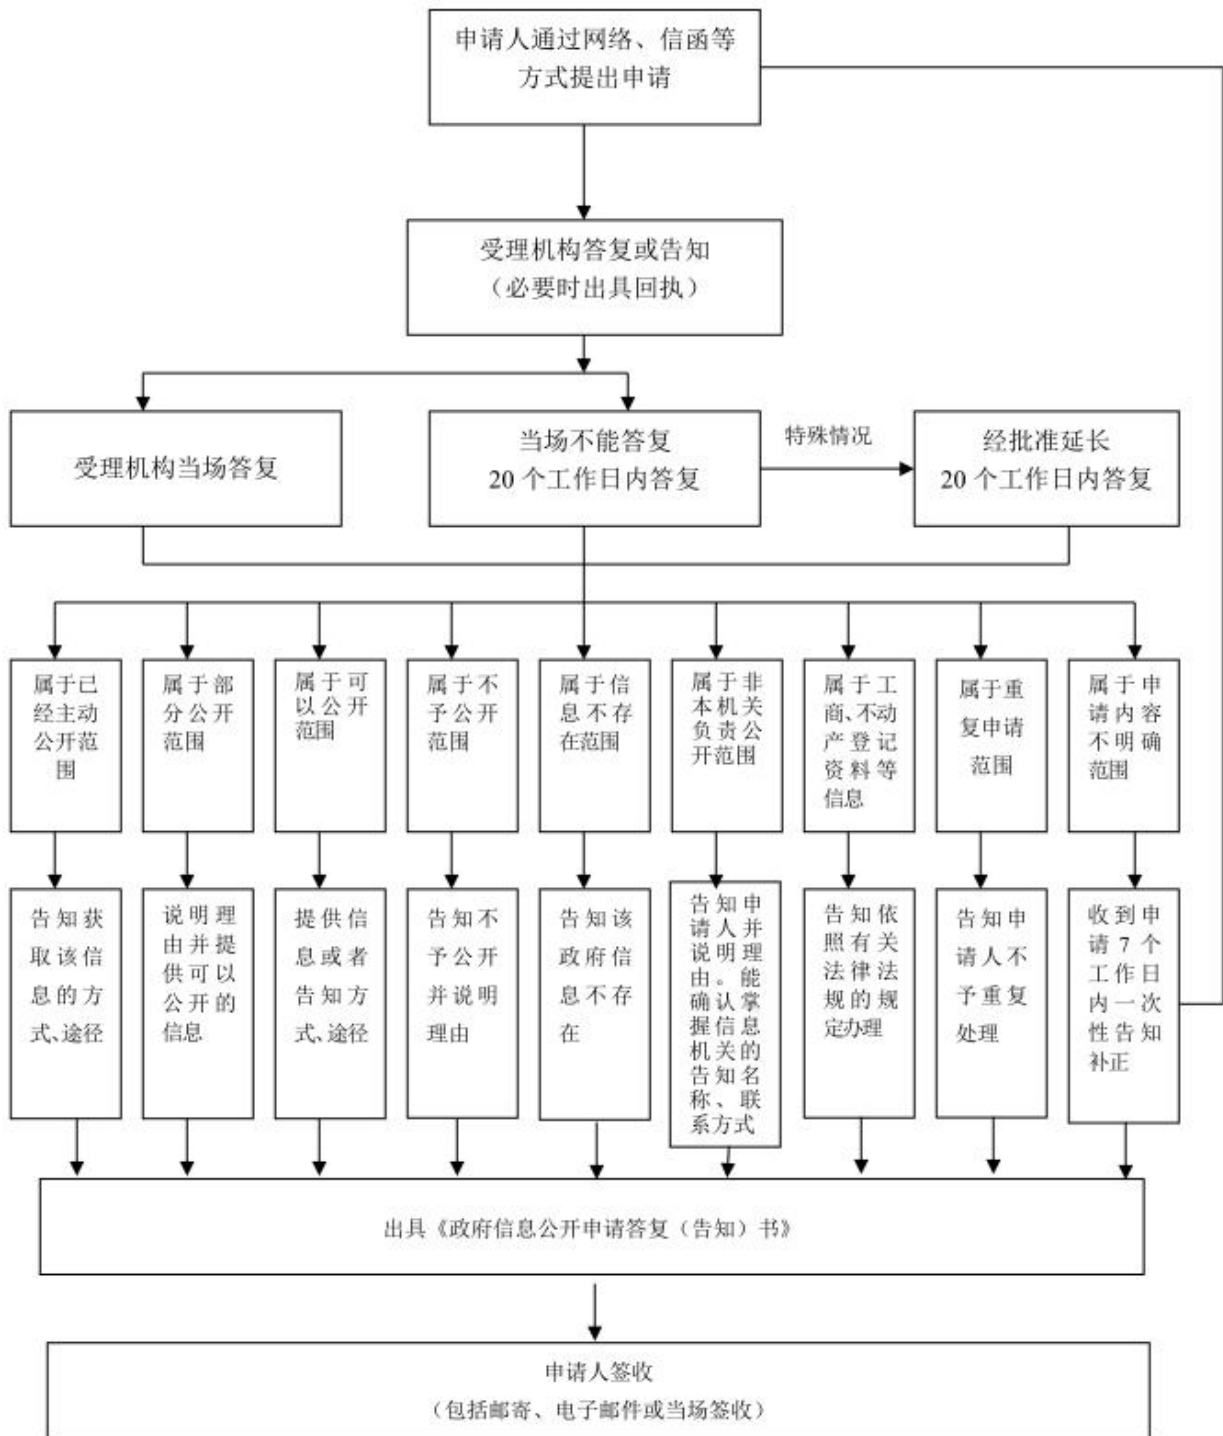 申请人通过网络、信函等
方式提出申请
受理机构答复或告知
（必要时出具回执）
受理机构当场答复
当场不能答复
20 个工作日内答复
特殊情况
经批准延长
20 个工作日内答复
属于已
经主动
公开范
围
属于部
分公开
范围
属于可
以公开
范围
属于不
予公开
范围
属于信
息不存
在范围
属于非
本机关
负责公
开范围
属于工
商、不动
产登记
资料等
信息
属于重
复申请
范围
属于申
请内容
不明确
范围
告知获
取该信
息的方
式、途径
说明理
由并提
供可以
公开的
信息
提供信
息或者
告知方
式、途径
告知不
予公开
并说明
理由
告知该
政府信
息不存
在
告知申
请人并
说明理
由。能
确认掌
握信息
机关的
告知名
称、联
系方式
告知依
照有关
法律法
规的规
定办理
告知申
请人不
予重复
处理
收到申
请 7 个
工作日
内一次
性告知
补正
出具《政府信息公开申请答复（告知）书》
申请人签收
（包括邮寄、电子邮件或当场签收）